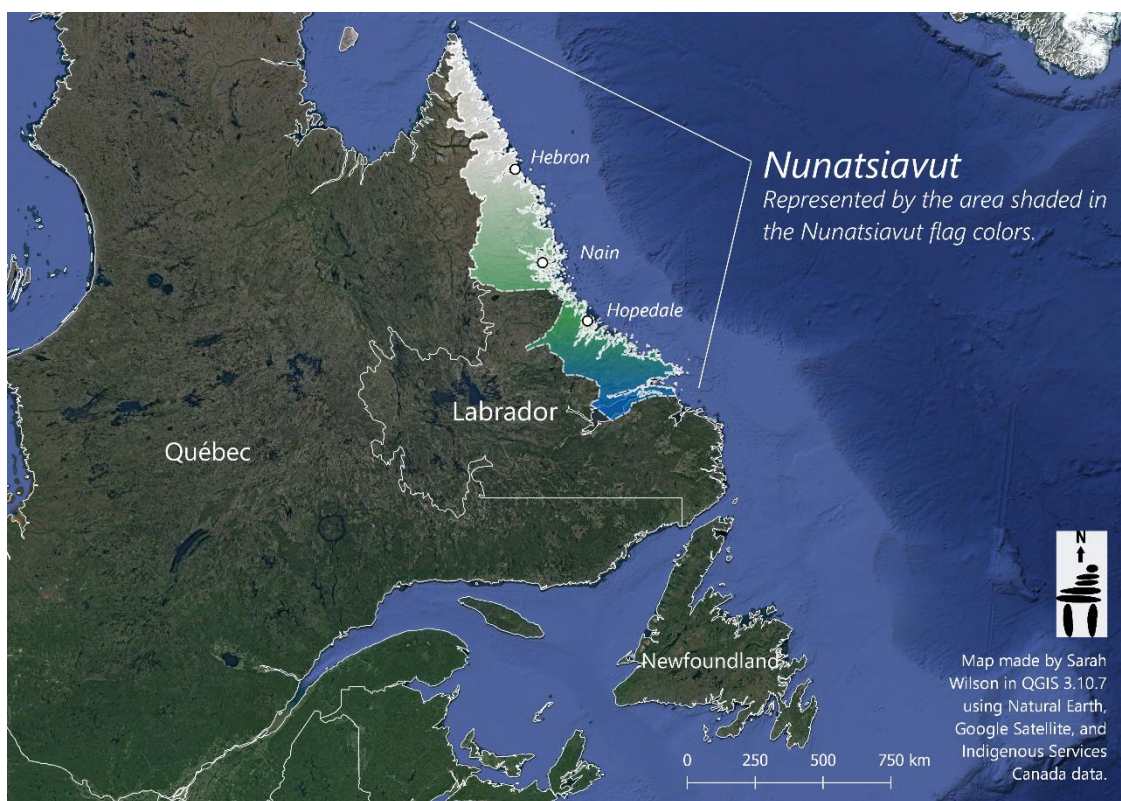 Nunatsiavut
Represented by the area shaded in
the Nunatsiavut flag colors.
Hebron
Nain
Hopedale
Labrador
Québec
Newfoundland
N
Map made by Sarah
Wilson in QGIS 3.10.7
using Natural Earth,
Google Satellite, and
Indigenous Services
Canada data.
0 250 500 750 km